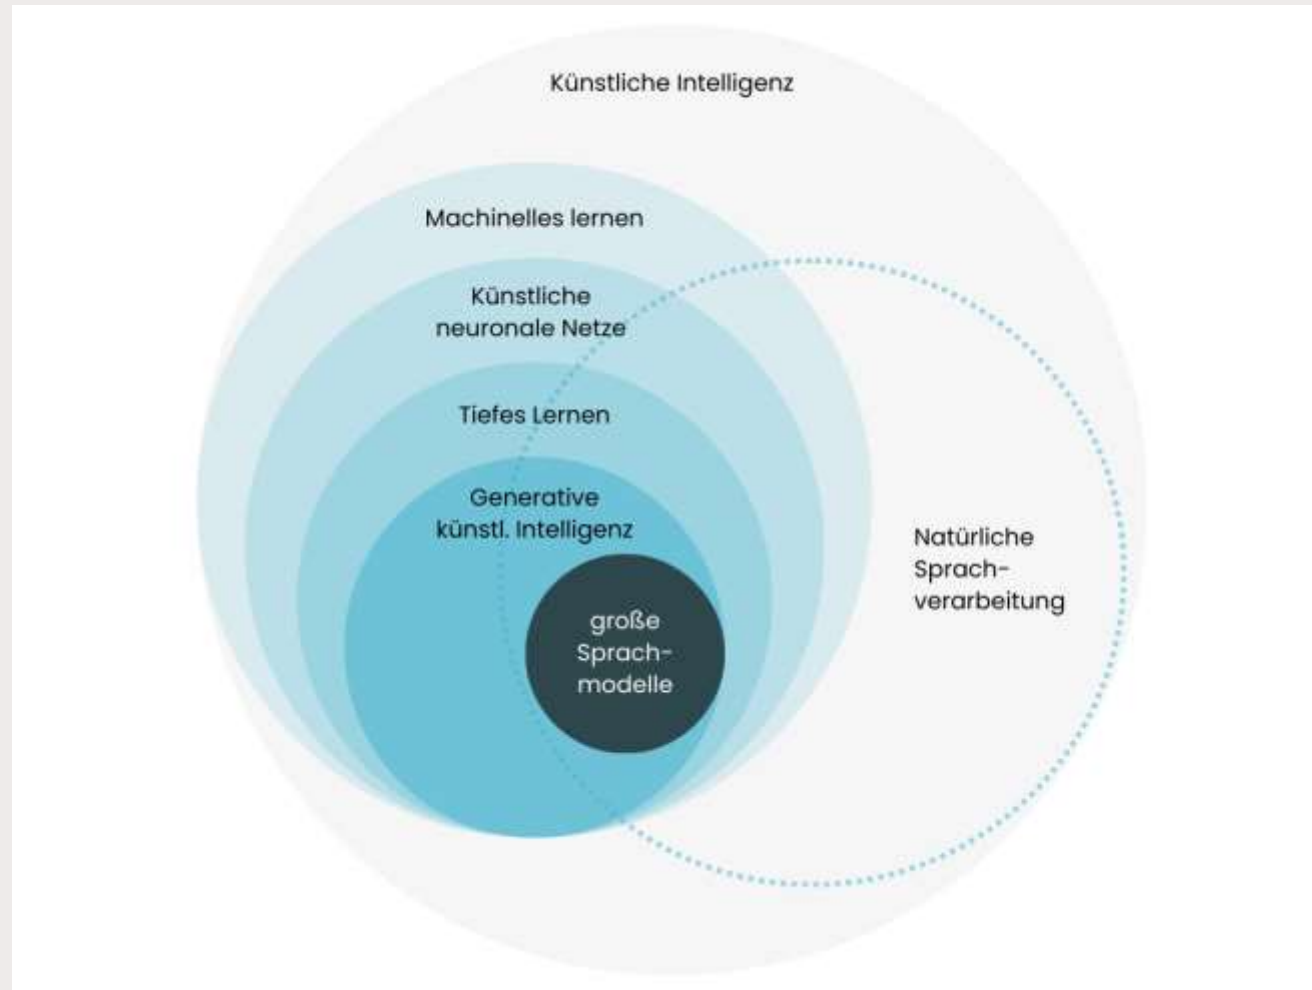 Künstliche Intelligenz
Machinelles lernen
Künstliche
neuronale Netze
Tiefes Lernen
Generative
künstl. Intelligenz
große
Sprach-
modelle
Natürliche
Sprach-
verarbeitung